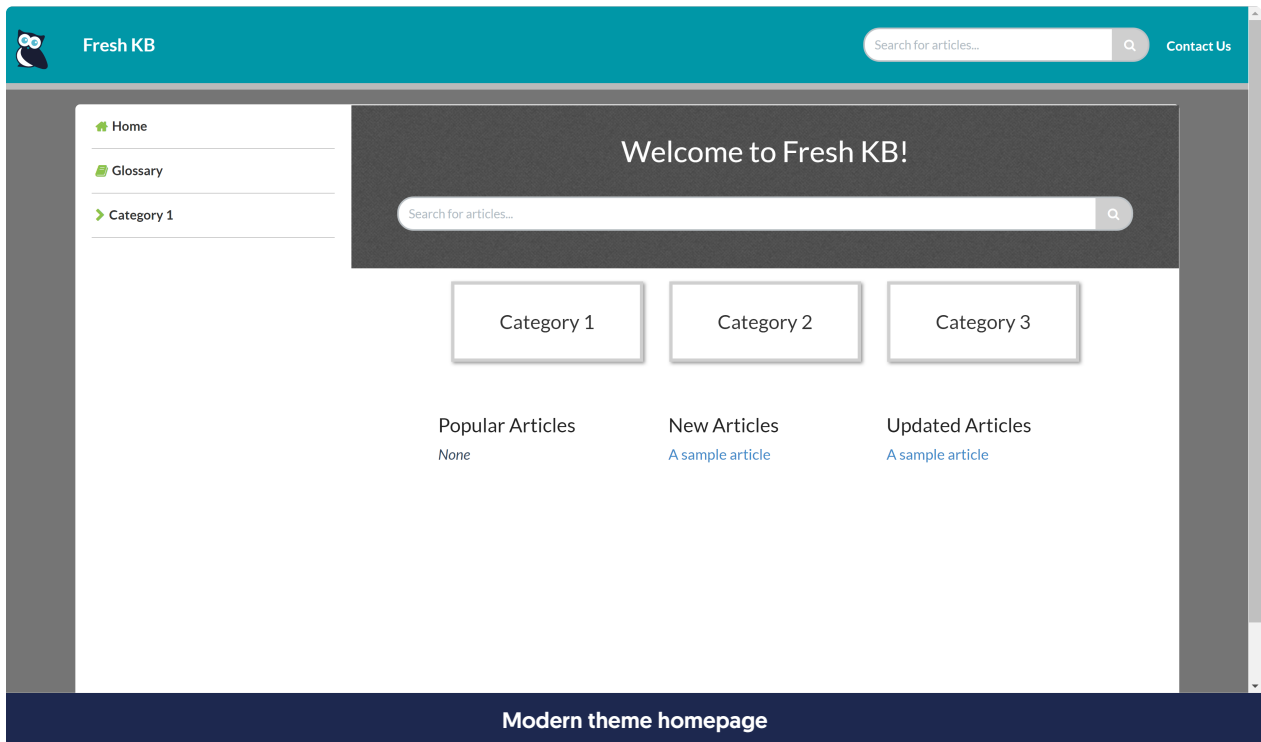 Fresh KB
Search for articles...
Contact Us
Home
Glossary
Category 1
Welcome to Fresh KB!
Search for articles...
Category 1
Category 2
Category 3
Popular Articles
None
New Articles
A sample article
Updated Articles
A sample article
Modern theme homepage